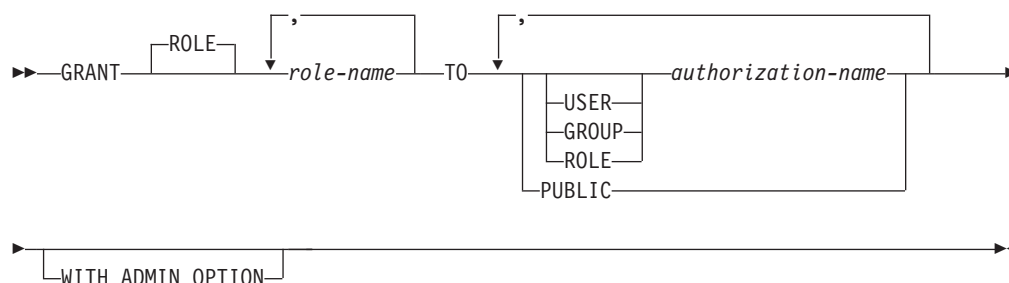 , ,
ROLE
GRANT role-name TO authorization-name
USER
GROUP
ROLE
PUBLIC
WITH ADMIN OPTION